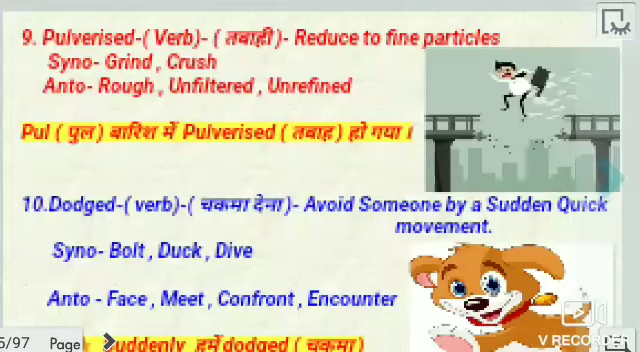 9. Pulverised-( Verb)- ( तबाही )- Reduce to fine particles
Syno- Grind , Crush
Anto- Rough , Unfiltered , Unrefined
Pul ( पुल ) बारिश में Pulverised ( तबाह ) हो गया ।
10.Dodged-( verb)-( चकमा देना )- Avoid Someone by a Sudden Quick
movement.
Syno- Bolt , Duck , Dive
Anto - Face , Meet , Confront , Encounter
uddenly हमें dodged ( चकमा )
5/97 Page
V RECORDER